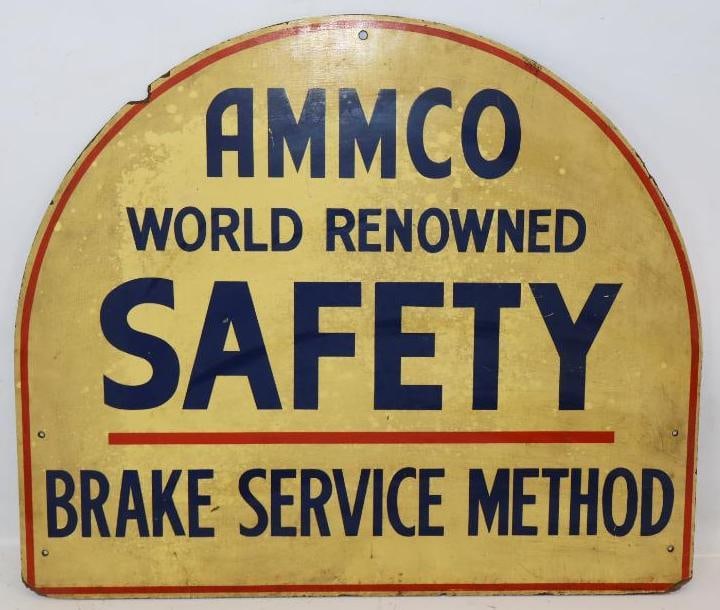 AMMCO
WORLD RENOWNED
SAFETY
BRAKE SERVICE METHOD